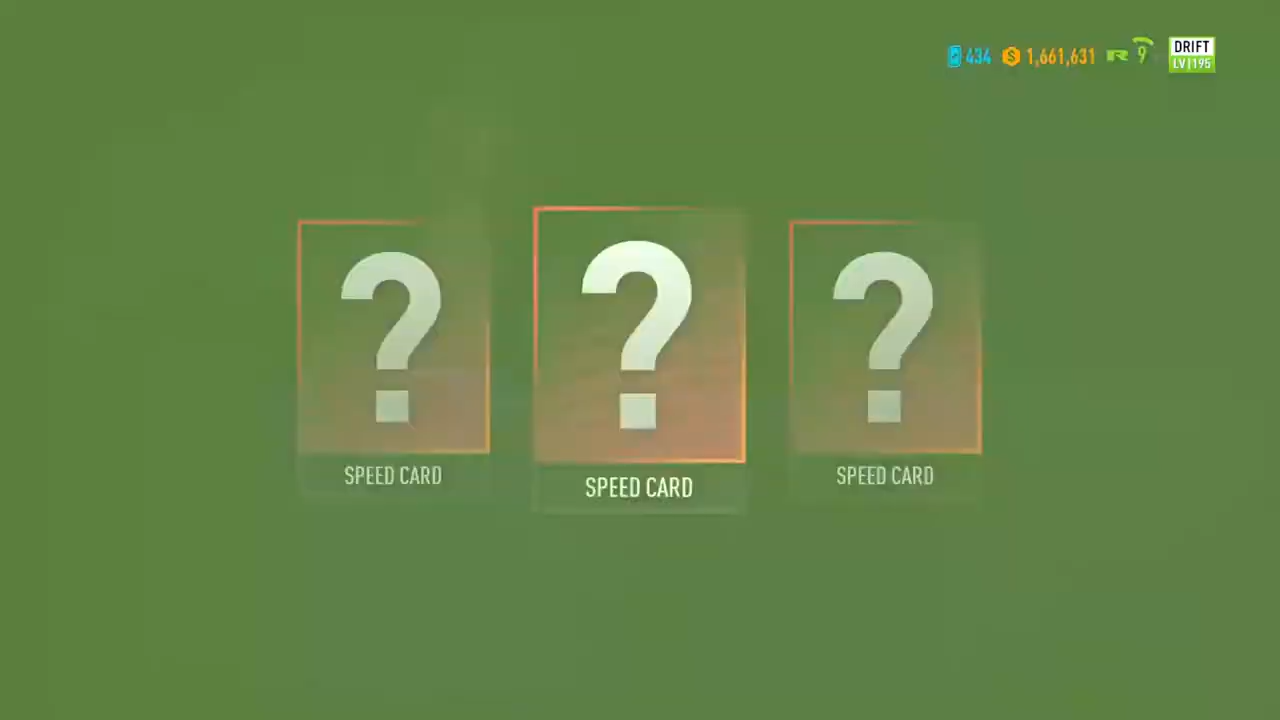 434 1,661,631 R 9 DRIFT
LV|195
? ? ?
SPEED CARD SPEED CARD SPEED CARD